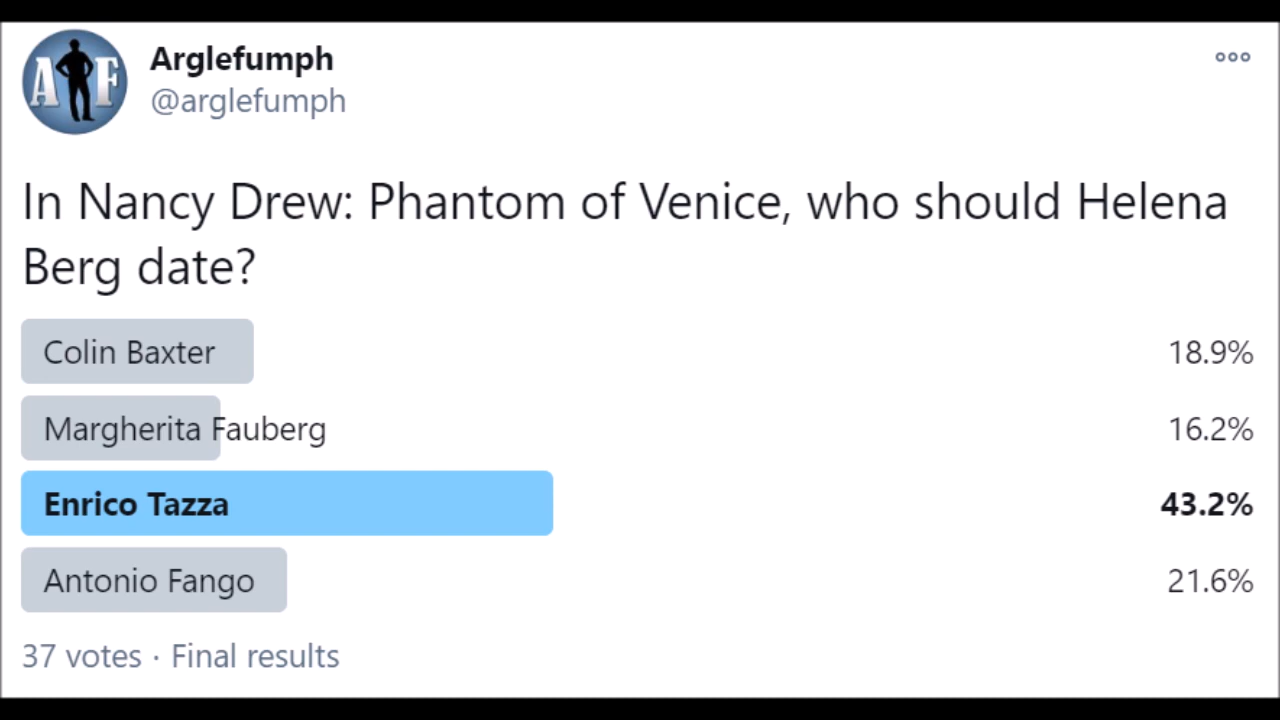 AF
Arglefumph
@arglefumph
In Nancy Drew: Phantom of Venice, who should Helena
Berg date?
Colin Baxter 18.9%
Margherita Fauberg 16.2%
Enrico Tazza 43.2%
Antonio Fango 21.6%
37 votes · Final results